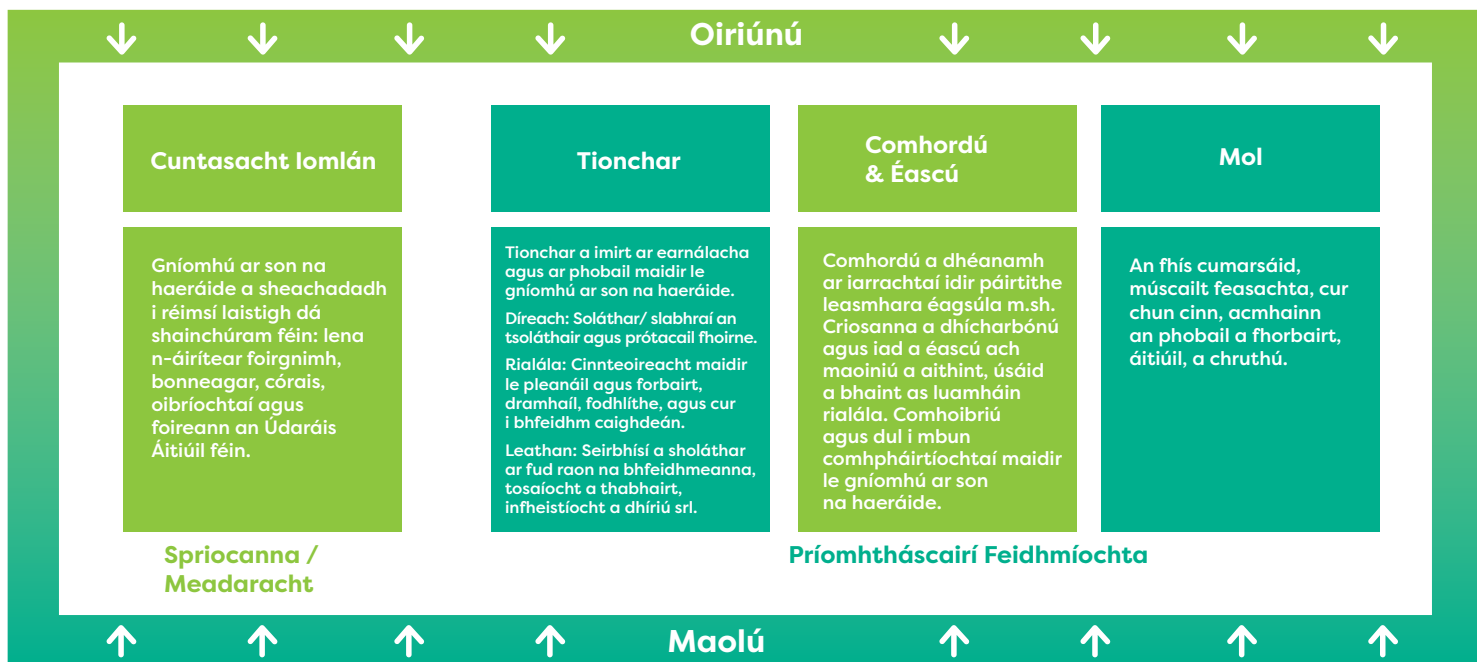 Oiriúnú
Cuntasacht Iomlán
Gníomhú ar son na
haeráide a sheachadadh
i réimsí laistigh dá
shainchúram féin: lena
n-áirítear foirgnimh,
bonneagar, córais,
oibríochtaí agus
foireann an Údaráis
Áitiúil féin.
Spriocanna /
Meadaracht
Tionchar
Tionchar a imirt ar earnálacha
agus ar phobail maidir le
gníomhú ar son na haeráide.
Díreach: Soláthar/ slabhraí an
tsoláthair agus prótacail fhoirne.
Rialála: Cinnteoireacht maidir
le pleanáil agus forbairt,
dramhaíl, fodhlíthe, agus cur
i bhfeidhm caighdeán.
Leathan: Seirbhísí a sholáthar
ar fud raon na bhfeidhmeanna,
tosaíocht a thabhairt,
infheistíocht a dhíriú srl.
Comhordú
& Éascú
Comhordú a dhéanamh
ar iarrachtaí idir páirtithe
leasmhara éagsúla m.sh.
Criosanna a dhícharbónú
agus iad a éascú ach
maoiniú a aithint, úsáid
a bhaint as luamháin
rialála. Comhoibriú
agus dul i mbun
comhpháirtíochtaí maidir
le gníomhú ar son
na haeráide.
Mol
An fhís cumarsáid,
múscailt feasachta, cur
chun cinn, acmhainn
an phobail a fhorbairt,
áitiúil, a chruthú.
Príomhtháscairí Feidhmíochta
Maolú